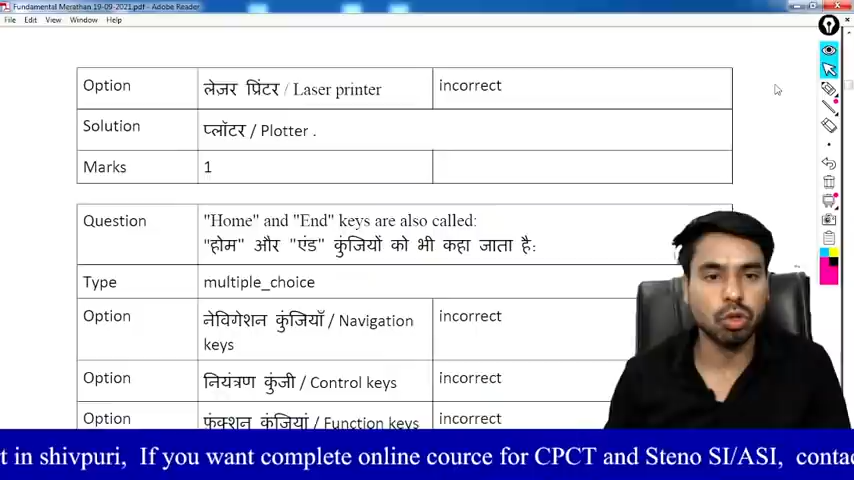 Fundamental Merathan 19-09-2021.pdf - Adobe Reader
File Edit View Window Help
Option लेज़र प्रिंटर / Laser printer incorrect
Solution प्लॉटर / Plotter .
Marks 1
Question "Home" and "End" keys are also called:
"होम" और "एंड" कुंजियों को भी कहा जाता है:
Type multiple_choice
Option नेविगेशन कुंजियाँ / Navigation incorrect
keys
Option नियंत्रण कुंजी / Control keys incorrect
Option फ़ंक्शन कुंजियां / Function keys incorrect
t in shivpuri, If you want complete online cource for CPCT and Steno SI/ASI, conta